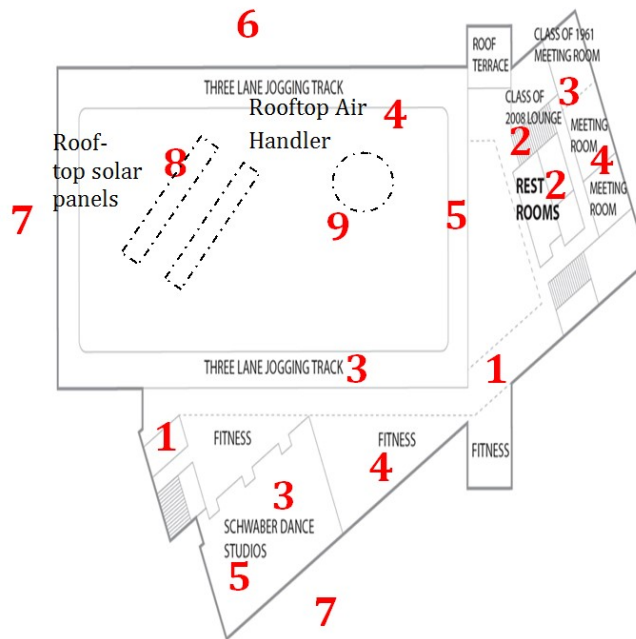 6
ROOF
TERRACE
CLASS OF 1961
MEETING ROOM
3
THREE LANE JOGGING TRACK
Rooftop Air
Handler
4
CLASS OF
2008 LOUNGE
2
MEETING
ROOM
4
Roof-
top solar
panels
8
7
9
5
REST
ROOMS
2
MEETING
ROOM
THREE LANE JOGGING TRACK
3
1
1
FITNESS
FITNESS
4
FITNESS
3
SCHWABER DANCE
STUDIOS
5
7